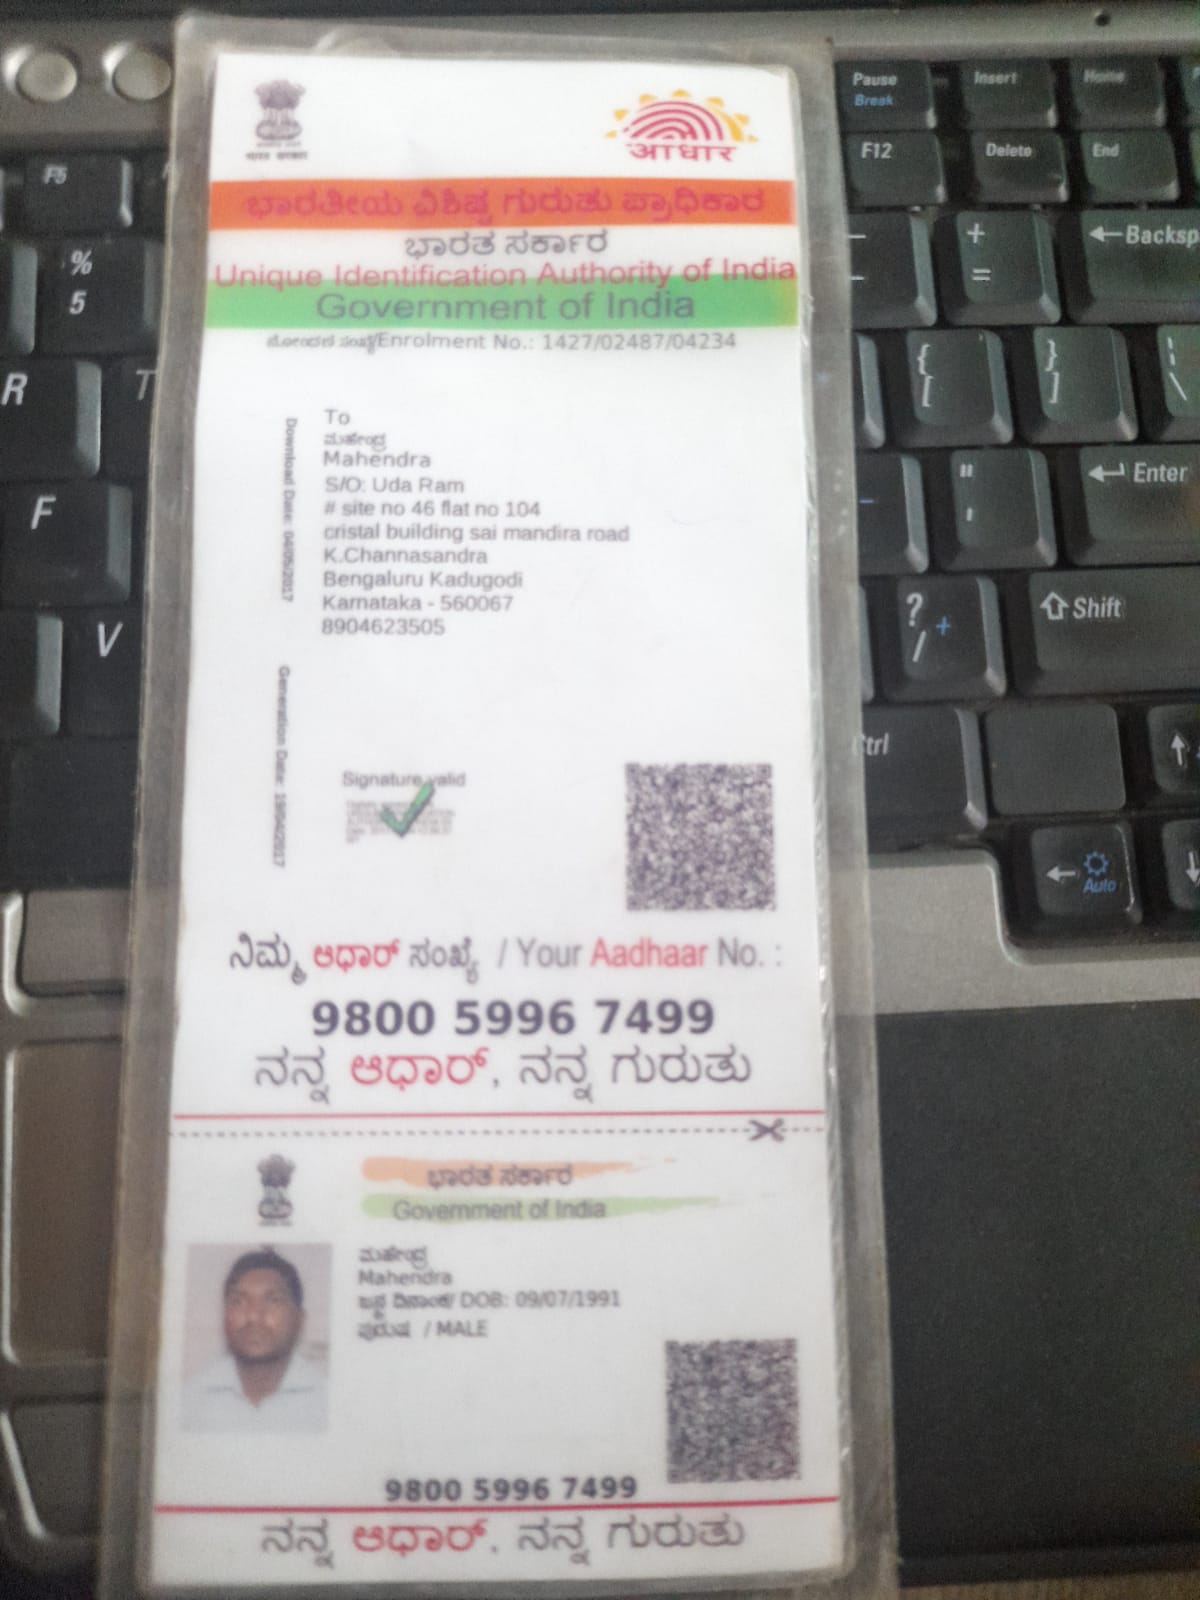 भारत सरकार
आधार
ಭಾರತೀಯ ವಿಶಿಷ್ಟ ಗುರುತು ಪ್ರಾಧಿಕಾರ
ಭಾರತ ಸರ್ಕಾರ
Unique Identification Authority of India
Government of India
ನೋಂದಣಿ ಸಂಖ್ಯೆ/Enrolment No.: 1427/02487/04234
To
ಮಹೇಂದ್ರ
Mahendra
S/O: Uda Ram
# site no 46 flat no 104
cristal building sai mandira road
K.Channasandra
Bengaluru Kadugodi
Karnataka - 560067
8904623505
Download Date: 04/05/2017
Generation Date: 19/04/2017
Signature valid
ನಿಮ್ಮ ಆಧಾರ್ ಸಂಖ್ಯೆ / Your Aadhaar No. :
9800 5996 7499
ನನ್ನ ಆಧಾರ್, ನನ್ನ ಗುರುತು
ಭಾರತ ಸರ್ಕಾರ
Government of India
ಮಹೇಂದ್ರ
Mahendra
ಜನ್ಮ ದಿನಾಂಕ/ DOB: 09/07/1991
ಪುರುಷ / MALE
9800 5996 7499
ನನ್ನ ಆಧಾರ್, ನನ್ನ ಗುರುತು
F5
% 5
R
T
F
V
Pause Break
Insert
Home
F12
Delete
End
+ =
←Backsp
{ [
} ]
¦ \
" '
Enter
? / +
Shift
Ctrl
Auto